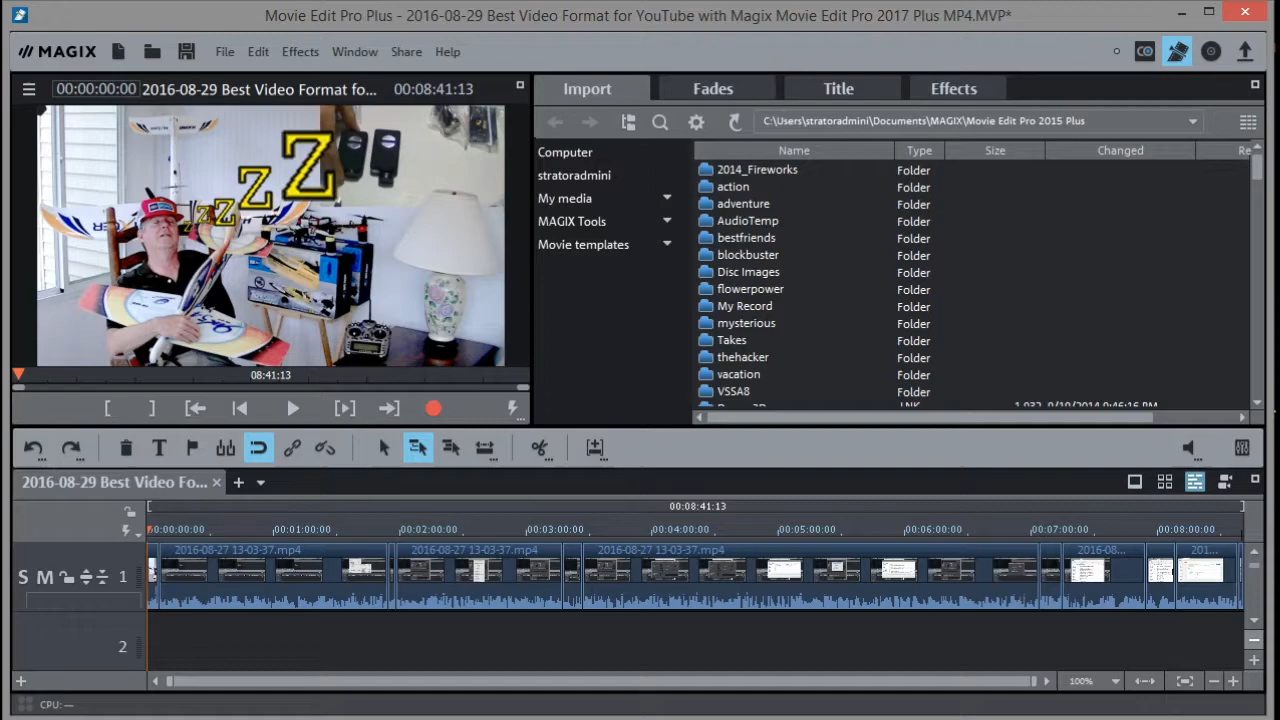 Movie Edit Pro Plus - 2016-08-29 Best Video Format for YouTube with Magix Movie Edit Pro 2017 Plus MP4.MVP*
MAGIX File Edit Effects Window Share Help
00:00:00:00 2016-08-29 Best Video Format fo... 00:08:41:13
Import Fades Title Effects
C:\Users\stratoradmini\Documents\MAGIX\Movie Edit Pro 2015 Plus
Computer
stratoradmini
My media
MAGIX Tools
Movie templates
Name Type Size Changed Re
2014_Fireworks Folder
action Folder
adventure Folder
AudioTemp Folder
bestfriends Folder
blockbuster Folder
Disc Images Folder
flowerpower Folder
My Record Folder
mysterious Folder
Takes Folder
thehacker Folder
vacation Folder
VSSA8 Folder
Z Z Z Z Z
08:41:13
2016-08-29 Best Video Fo...
00:08:41:13
00:00:00:00 00:01:00:00 00:02:00:00 00:03:00:00 00:04:00:00 00:05:00:00 00:06:00:00 00:07:00:00 00:08:00:00
2016-08-27 13-03-37.mp4 2016-08-27 13-03-37.mp4 2016-08-27 13-03-37.mp4 2016-08... 201...
S M 1
2
100%
CPU: —